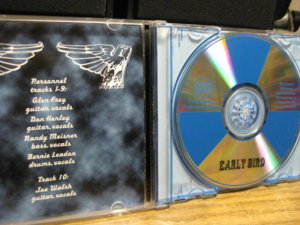 Personnel
tracks 1-9:
Glen Frey
guitar, vocals
Don Henley
guitar, vocals
Randy Meisner
bass, vocals
Bernie Leaden
drums, vocals
Track 10:
Joe Walsh
guitar, vocals
EARLY BIRD